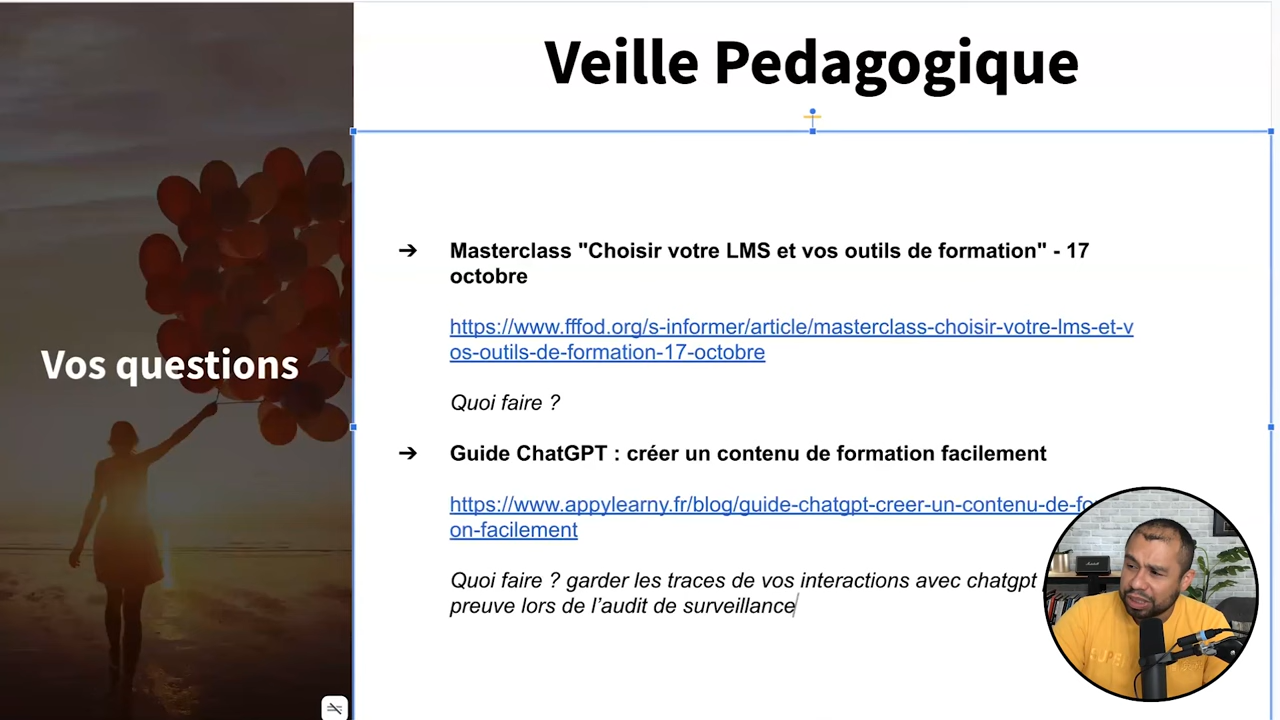 Veille Pedagogique
Vos questions
➔ Masterclass "Choisir votre LMS et vos outils de formation" - 17
octobre
https://www.fffod.org/s-informer/article/masterclass-choisir-votre-lms-et-v
os-outils-de-formation-17-octobre
Quoi faire ?
➔ Guide ChatGPT : créer un contenu de formation facilement
https://www.appylearny.fr/blog/guide-chatgpt-creer-un-contenu-de-fo
on-facilement
Quoi faire ? garder les traces de vos interactions avec chatgpt
preuve lors de l’audit de surveillance